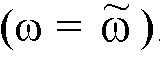 (ω = ω̃).